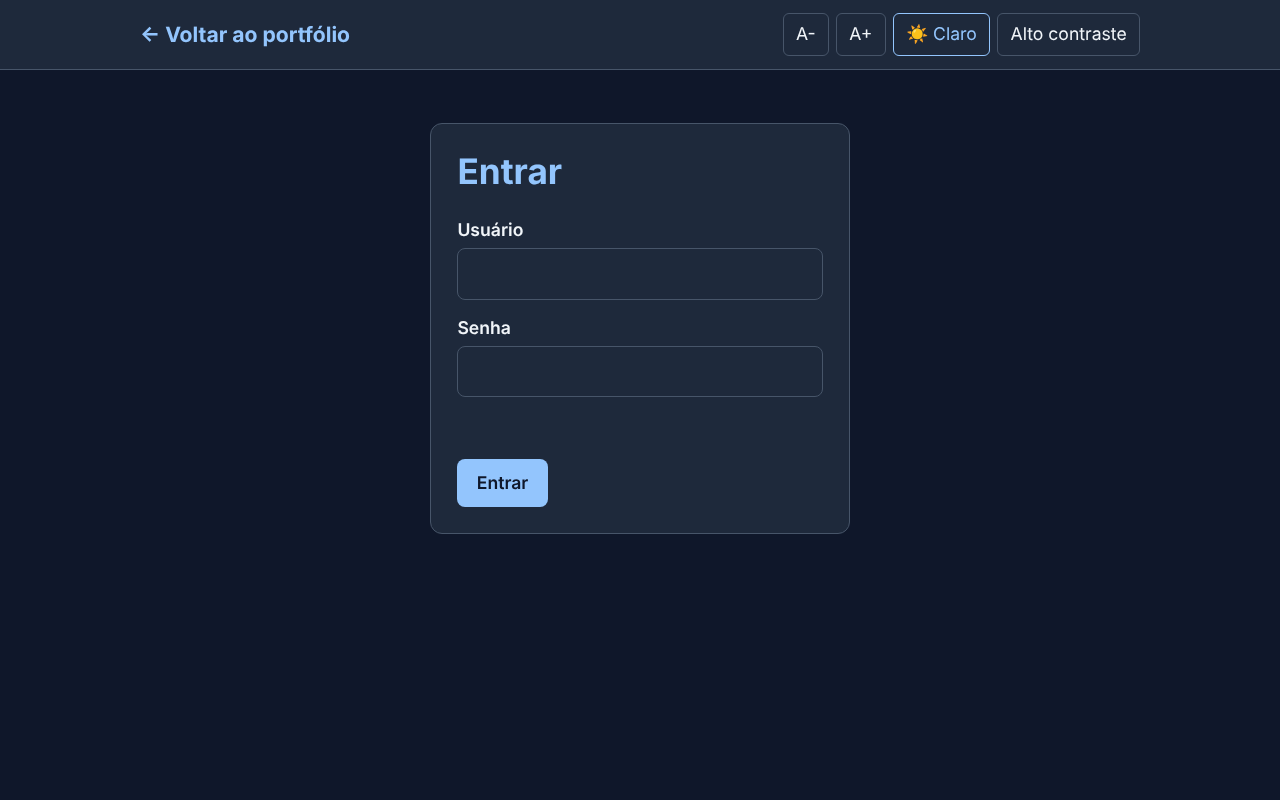 ← Voltar ao portfólio
A-
A+
☀️ Claro
Alto contraste
Entrar
Usuário
Senha
Entrar